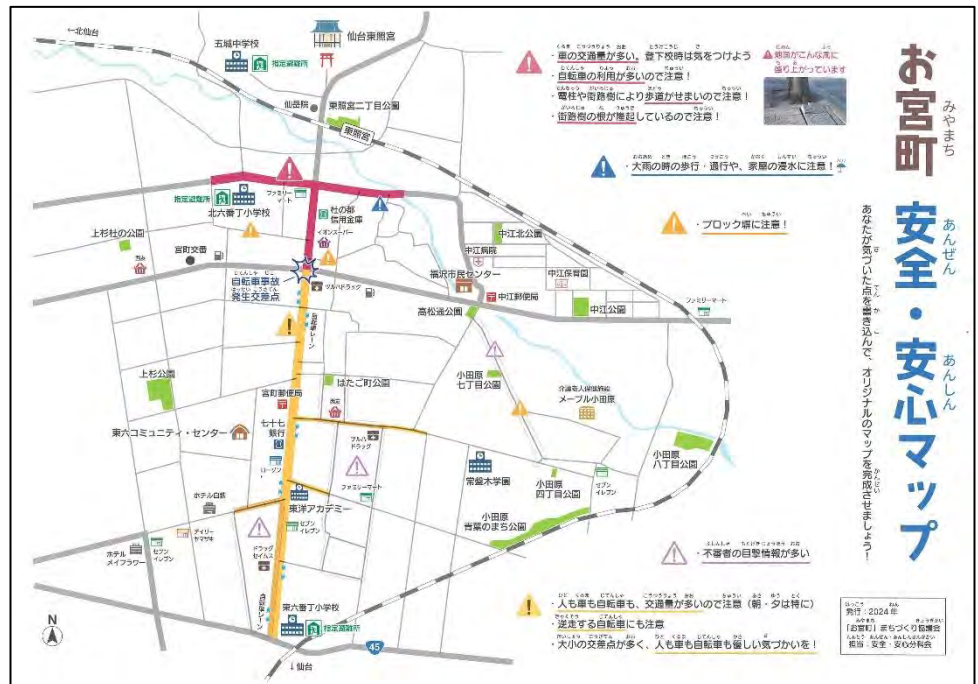 お宮町 安全・安心マップ
みやまち
あんぜん
あんしん
あなたが気づいた点を書き込んで、オリジナルのマップを完成させましょう！
・車の交通量が多い。登下校時は気をつけよう
・自転車の利用が多いので注意！
・電柱や街路樹により歩道がせまいので注意！
・街路樹の根が隆起しているので注意！
盛り上がっています
・大雨の時の歩行・通行や、家屋の浸水に注意！
・ブロック塀に注意！
・不審者の目撃情報が多い
・人も車も自転車も、交通量が多いので注意（朝・夕は特に）
・逆走する自転車にも注意
・大小の交差点が多く、人も車も自転車も優しい気づかいを！
発行：2024年
「お宮町」まちづくり協議会
担当：安全・安心分科会
←北仙台
五城中学校
指定避難所
仙台東照宮
仙岳院
東照宮二丁目公園
東照宮
指定避難所
北六番丁小学校
ファミリーマート
杜の都信用金庫
イオンスーパー
上杉杜の公園
宮町交番
自転車事故
発生交差点
ツルハドラッグ
自転車レーン
中江病院
中江北公園
福沢市民センター
中江保育園
中江郵便局
高松通公園
中江公園
ファミリーマート
上杉公園
宮町郵便局
はたご町公園
小田原七丁目公園
介護老人保健施設
メープル小田原
東六コミュニティ・センター
七十七銀行
ローソン
ツルハドラッグ
ファミリーマート
小田原八丁目公園
常盤木学園
小田原四丁目公園
セブンイレブン
ホテル白萩
東洋アカデミー
小田原青葉のまち公園
デイリーヤマザキ
セブンイレブン
ホテルメイフラワー
セブンイレブン
ドラッグセイムス
自転車レーン
東六番丁小学校
指定避難所
N
45
↓仙台